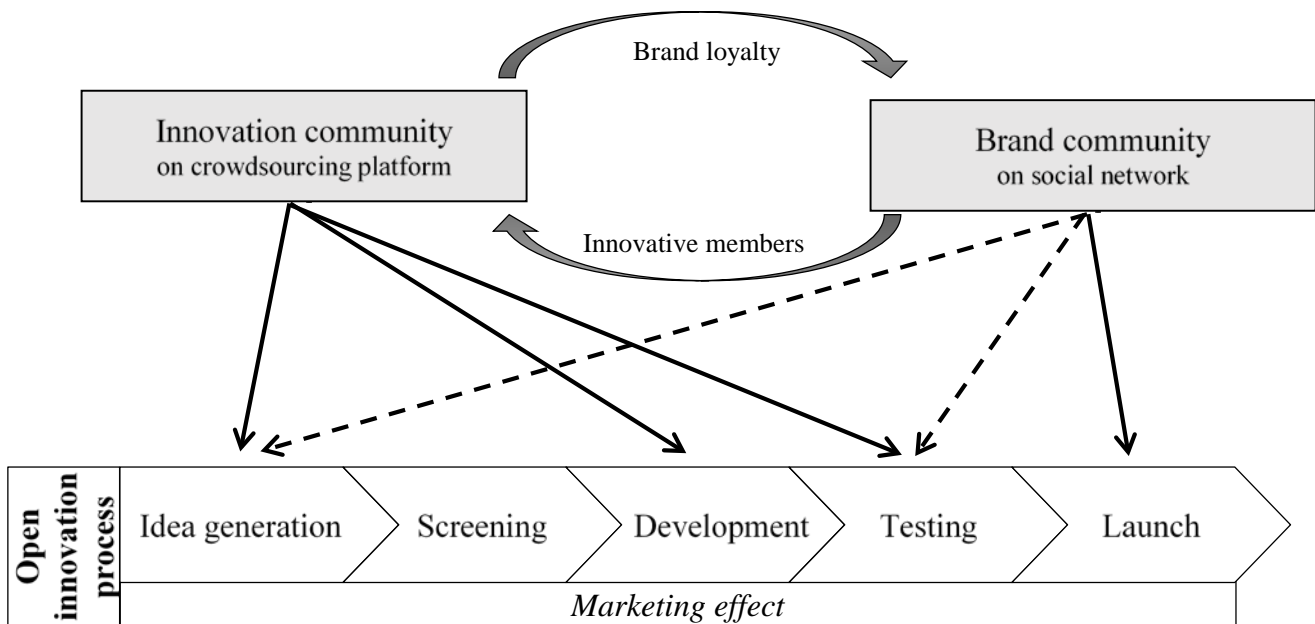 Brand loyalty
Innovation community
on crowdsourcing platform
Brand community
on social network
Innovative members
Open
innovation
process
Idea generation
Screening
Development
Testing
Launch
Marketing effect